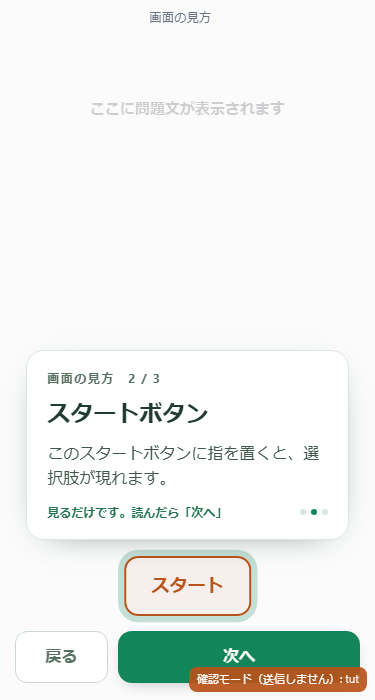 画面の見方
ここに問題文が表示されます
画面の見方 2 / 3
スタートボタン
このスタートボタンに指を置くと、選
択肢が現れます。
見るだけです。読んだら「次へ」
スタート
戻る
次へ
確認モード（送信しません）: tut